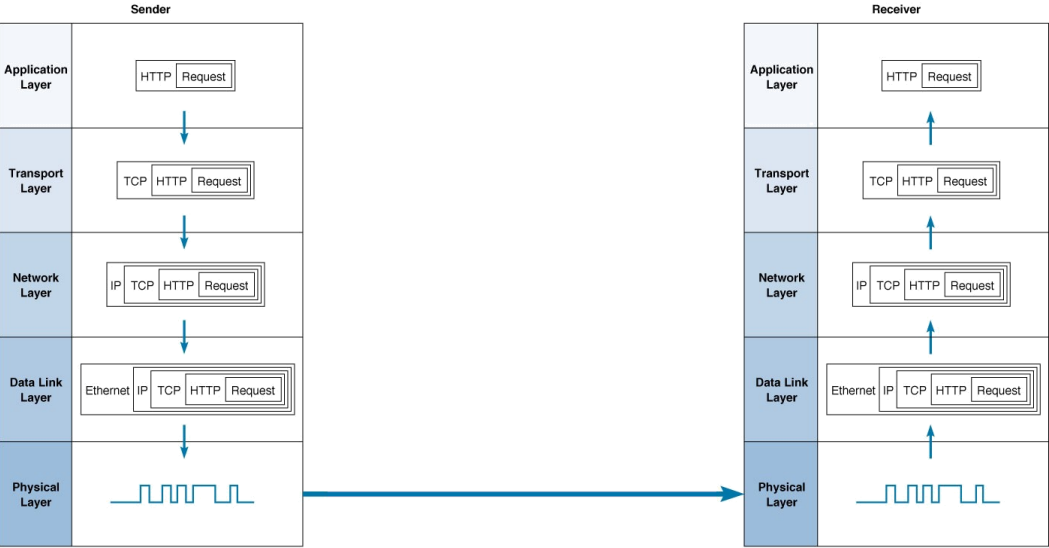 Sender
Receiver
Application
Layer
HTTP Request
Application
Layer
HTTP Request
Transport
Layer
TCP HTTP Request
Transport
Layer
TCP HTTP Request
Network
Layer
IP TCP HTTP Request
Network
Layer
IP TCP HTTP Request
Data Link
Layer
Ethernet IP TCP HTTP Request
Data Link
Layer
Ethernet IP TCP HTTP Request
Physical
Layer
Physical
Layer